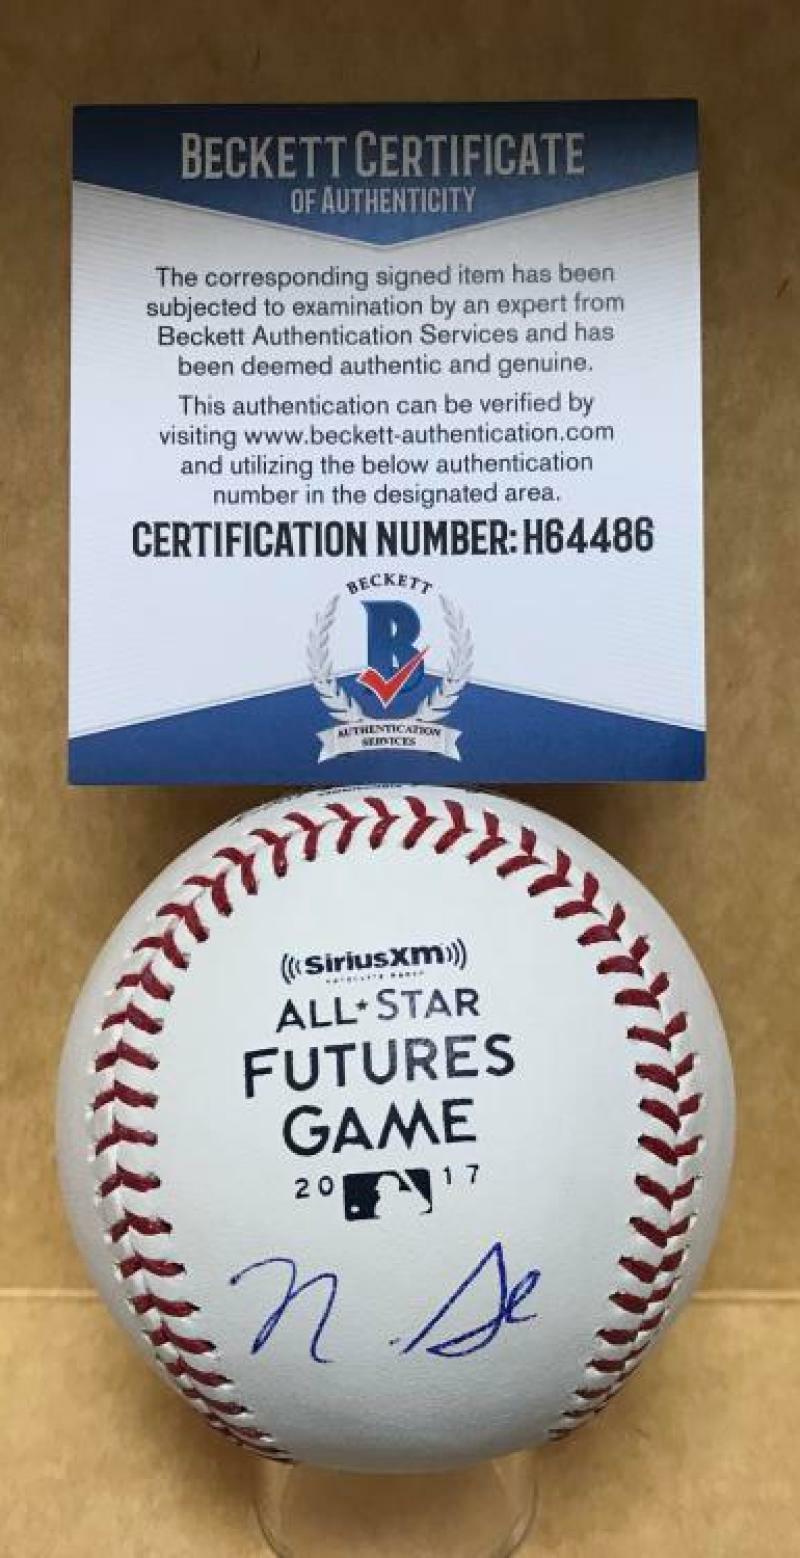 BECKETT CERTIFICATE
OF AUTHENTICITY
The corresponding signed item has been
subjected to examination by an expert from
Beckett Authentication Services and has
been deemed authentic and genuine.
This authentication can be verified by
visiting www.beckett-authentication.com
and utilizing the below authentication
number in the designated area.
CERTIFICATION NUMBER: H64486
BECKETT
B
AUTHENTICATION
SERVICES
SiriusXM
SATELLITE RADIO
ALL★STAR
FUTURES
GAME
2017